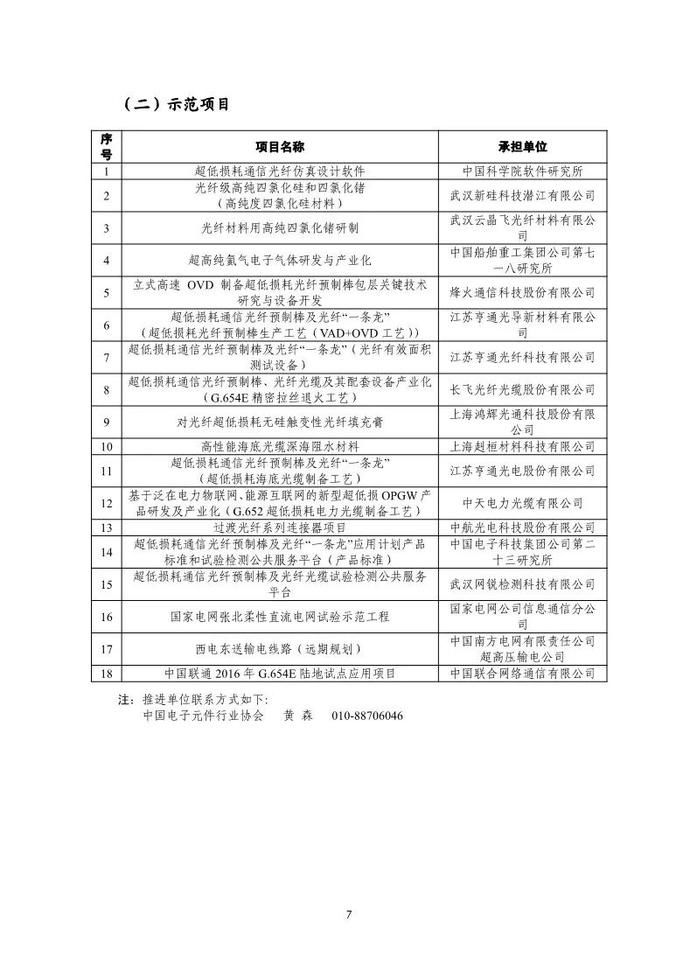 （二）示范项目
序号 项目名称 承担单位
1 超低损耗通信光纤仿真设计软件 中国科学院软件研究所
2 光纤级高纯四氯化硅和四氯化锗 武汉新硅科技潜江有限公司
（高纯度四氯化硅材料）
3 光纤材料用高纯四氯化锗研制 武汉云晶飞光纤材料有限公
司
4 超高纯氦气电子气体研发与产业化 中国船舶重工集团公司第七
一八研究所
5 立式高速 OVD 制备超低损耗光纤预制棒包层关键技术 烽火通信科技股份有限公司
研究与设备开发
6 超低损耗通信光纤预制棒及光纤“一条龙” 江苏亨通光导新材料有限公
（超低损耗光纤预制棒生产工艺（VAD+OVD 工艺）） 司
7 超低损耗通信光纤预制棒及光纤“一条龙”（光纤有效面积 江苏亨通光纤科技有限公司
测试设备）
8 超低损耗通信光纤预制棒、光纤光缆及其配套设备产业化 长飞光纤光缆股份有限公司
（G.654E 精密拉丝退火工艺）
9 对光纤超低损耗无硅触变性光纤填充膏 上海鸿辉光通科技股份有限
公司
10 高性能海底光缆深海阻水材料 上海趄桓材料科技有限公司
11 超低损耗通信光纤预制棒及光纤“一条龙” 江苏亨通光电股份有限公司
（超低损耗海底光缆制备工艺）
12 基于泛在电力物联网、能源互联网的新型超低损 OPGW 产 中天电力光缆有限公司
品研发及产业化（G.652 超低损耗电力光缆制备工艺）
13 过渡光纤系列连接器项目 中航光电科技股份有限公司
14 超低损耗通信光纤预制棒及光纤“一条龙”应用计划产品 中国电子科技集团公司第二
标准和试验检测公共服务平台（产品标准） 十三研究所
15 超低损耗通信光纤预制棒及光纤光缆试验检测公共服务 武汉网锐检测科技有限公司
平台
16 国家电网张北柔性直流电网试验示范工程 国家电网公司信息通信分公
司
17 西电东送输电线路（远期规划） 中国南方电网有限责任公司
超高压输电公司
18 中国联通 2016 年 G.654E 陆地试点应用项目 中国联合网络通信有限公司
注：推进单位联系方式如下：
中国电子元件行业协会 黄 森 010-88706046
7